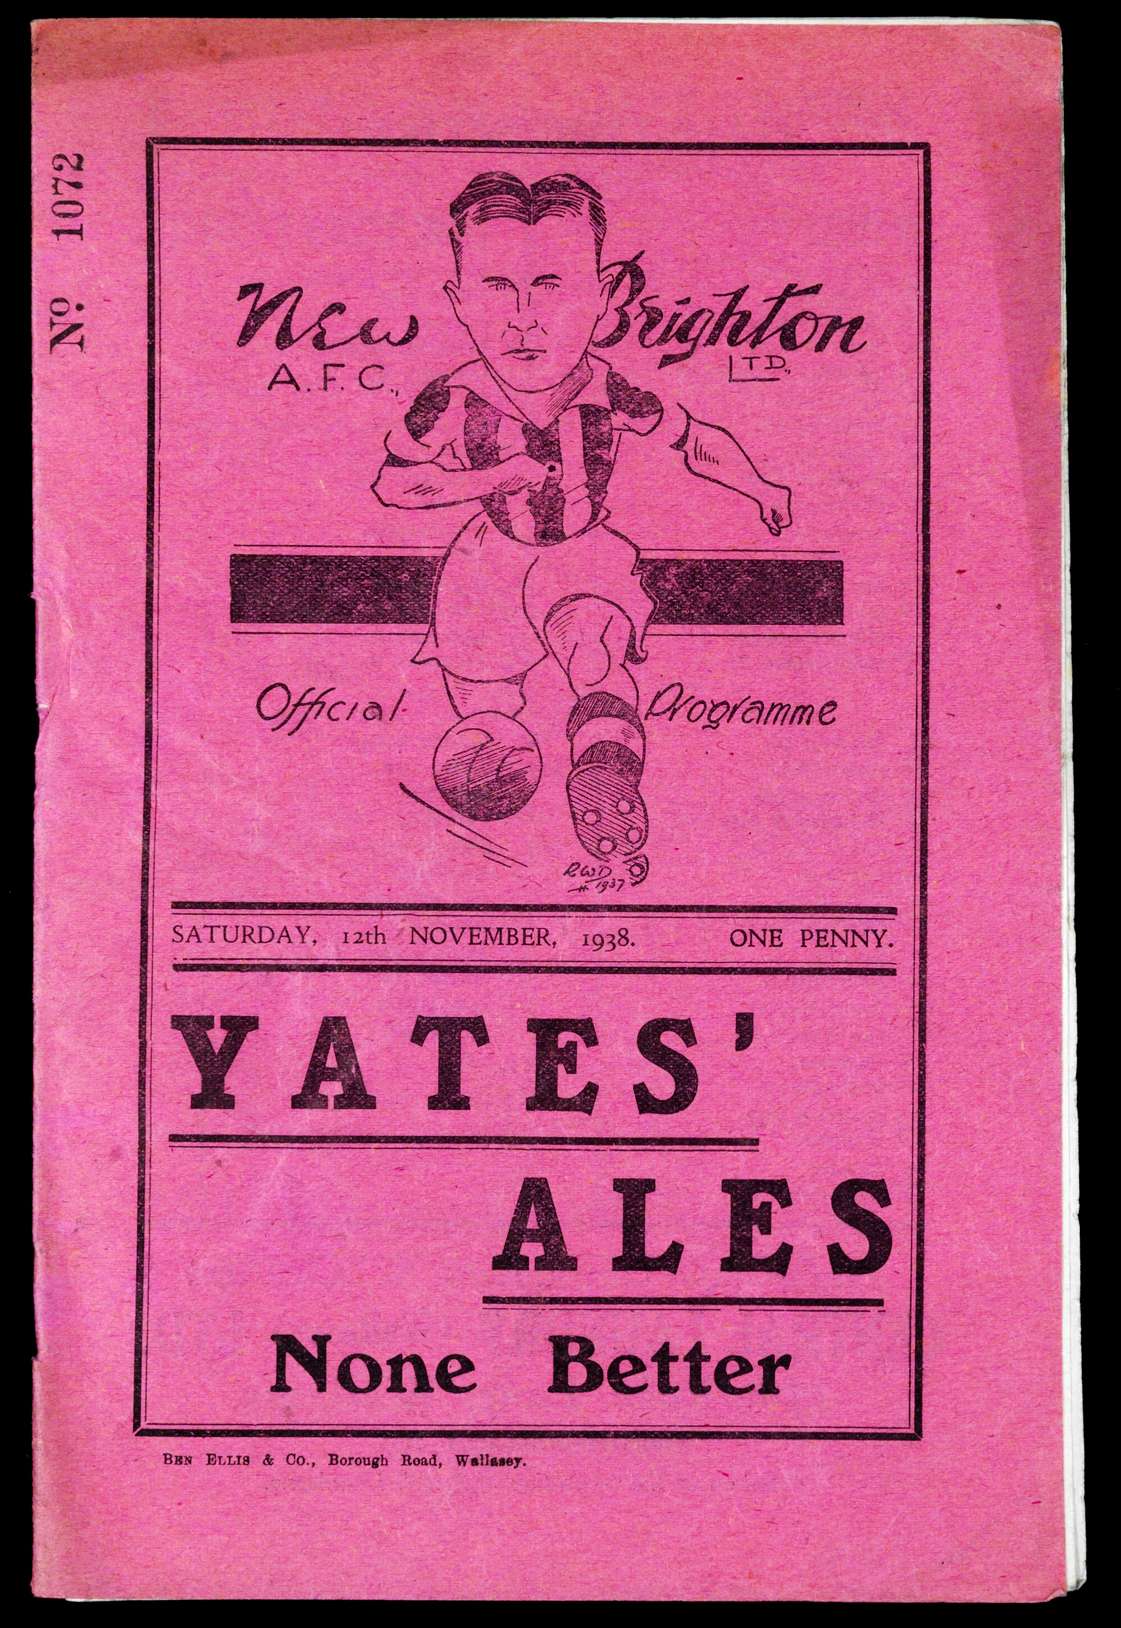 Nº 1072
New Brighton
A.F.C., LTD.,
Official Programme
RWD
1937
SATURDAY, 12th NOVEMBER, 1938. ONE PENNY.
YATES'
ALES
None Better
BEN ELLIS & CO., Borough Road, Wallasey.